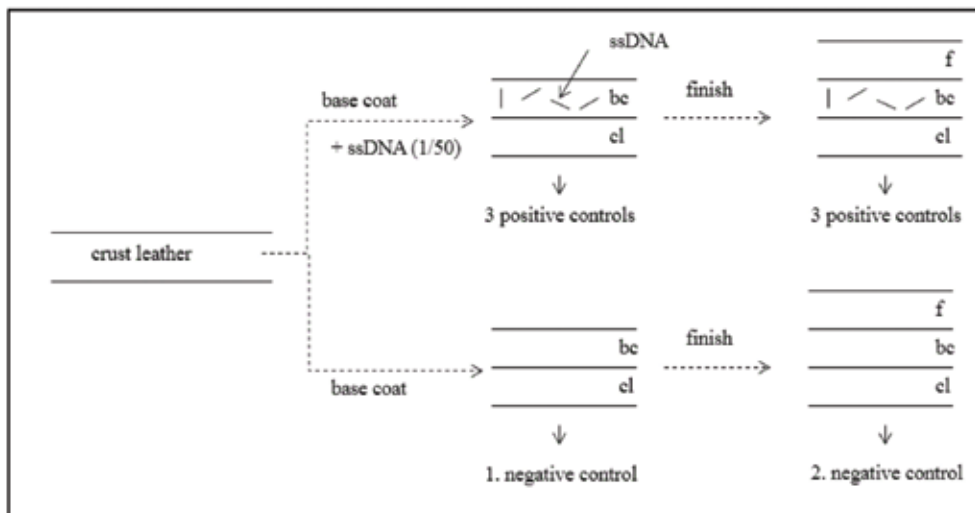 ssDNA
f
base coat
bc
finish
bc
+ ssDNA (1/50)
cl
cl
3 positive controls
3 positive controls
crust leather
f
bc
finish
bc
base coat
cl
cl
1. negative control
2. negative control